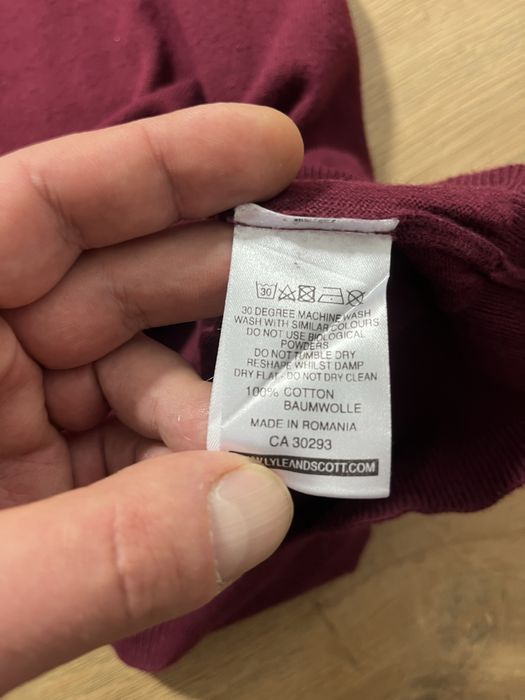 30
30 DEGREE MACHINE WASH
WASH WITH SIMILAR COLOURS
DO NOT USE BIOLOGICAL
POWDERS
DO NOT TUMBLE DRY
RESHAPE WHILST DAMP
DRY FLAT - DO NOT DRY CLEAN
100% COTTON
BAUMWOLLE
MADE IN ROMANIA
CA 30293
.LYLEANDSCOTT.COM